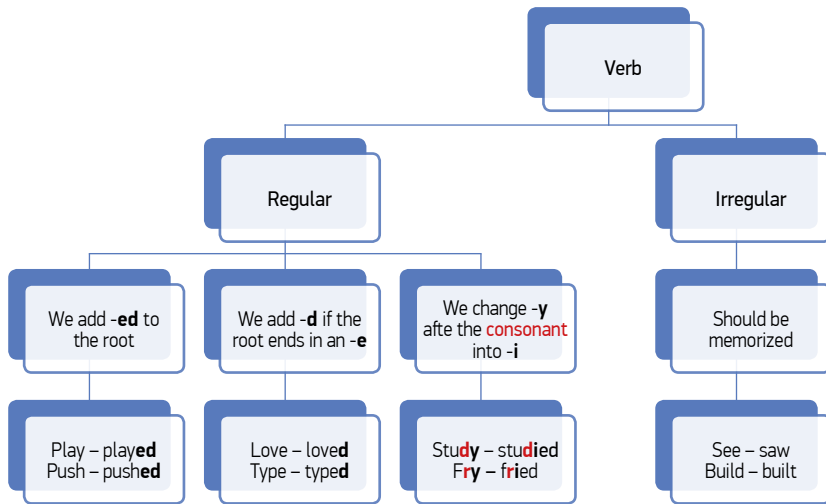 Verb
Regular
Irregular
We add -ed to
the root
We add -d if the
root ends in an -e
We change -y
afte the consonant
into -i
Should be
memorized
Play – played
Push – pushed
Love – loved
Type – typed
Study – studied
Fry – fried
See – saw
Build – built